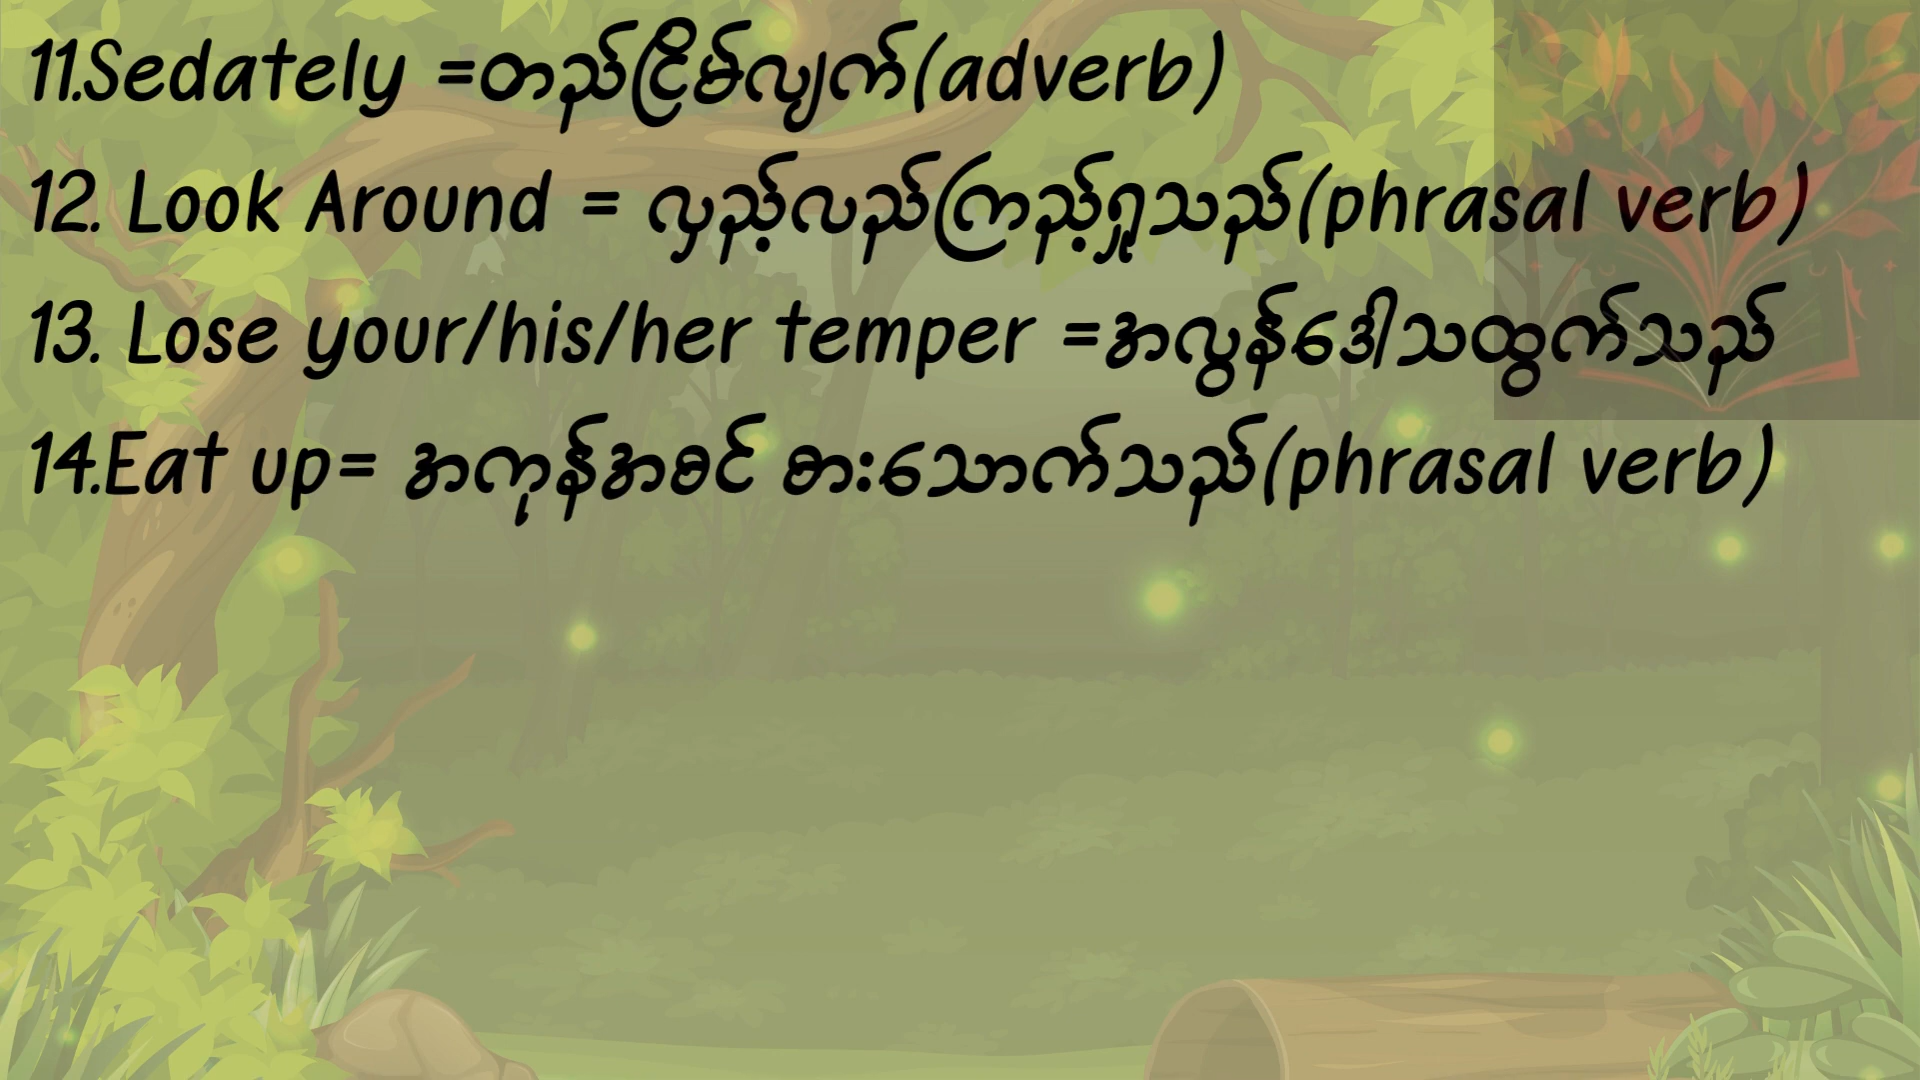 11.Sedately =တည်ငြိမ်လျက်(adverb)
12. Look Around = လှည့်လည်ကြည့်ရှုသည်(phrasal verb)
13. Lose your/his/her temper =အလွန်ဒေါသထွက်သည်
14.Eat up= အကုန်အစင် စားသောက်သည်(phrasal verb)